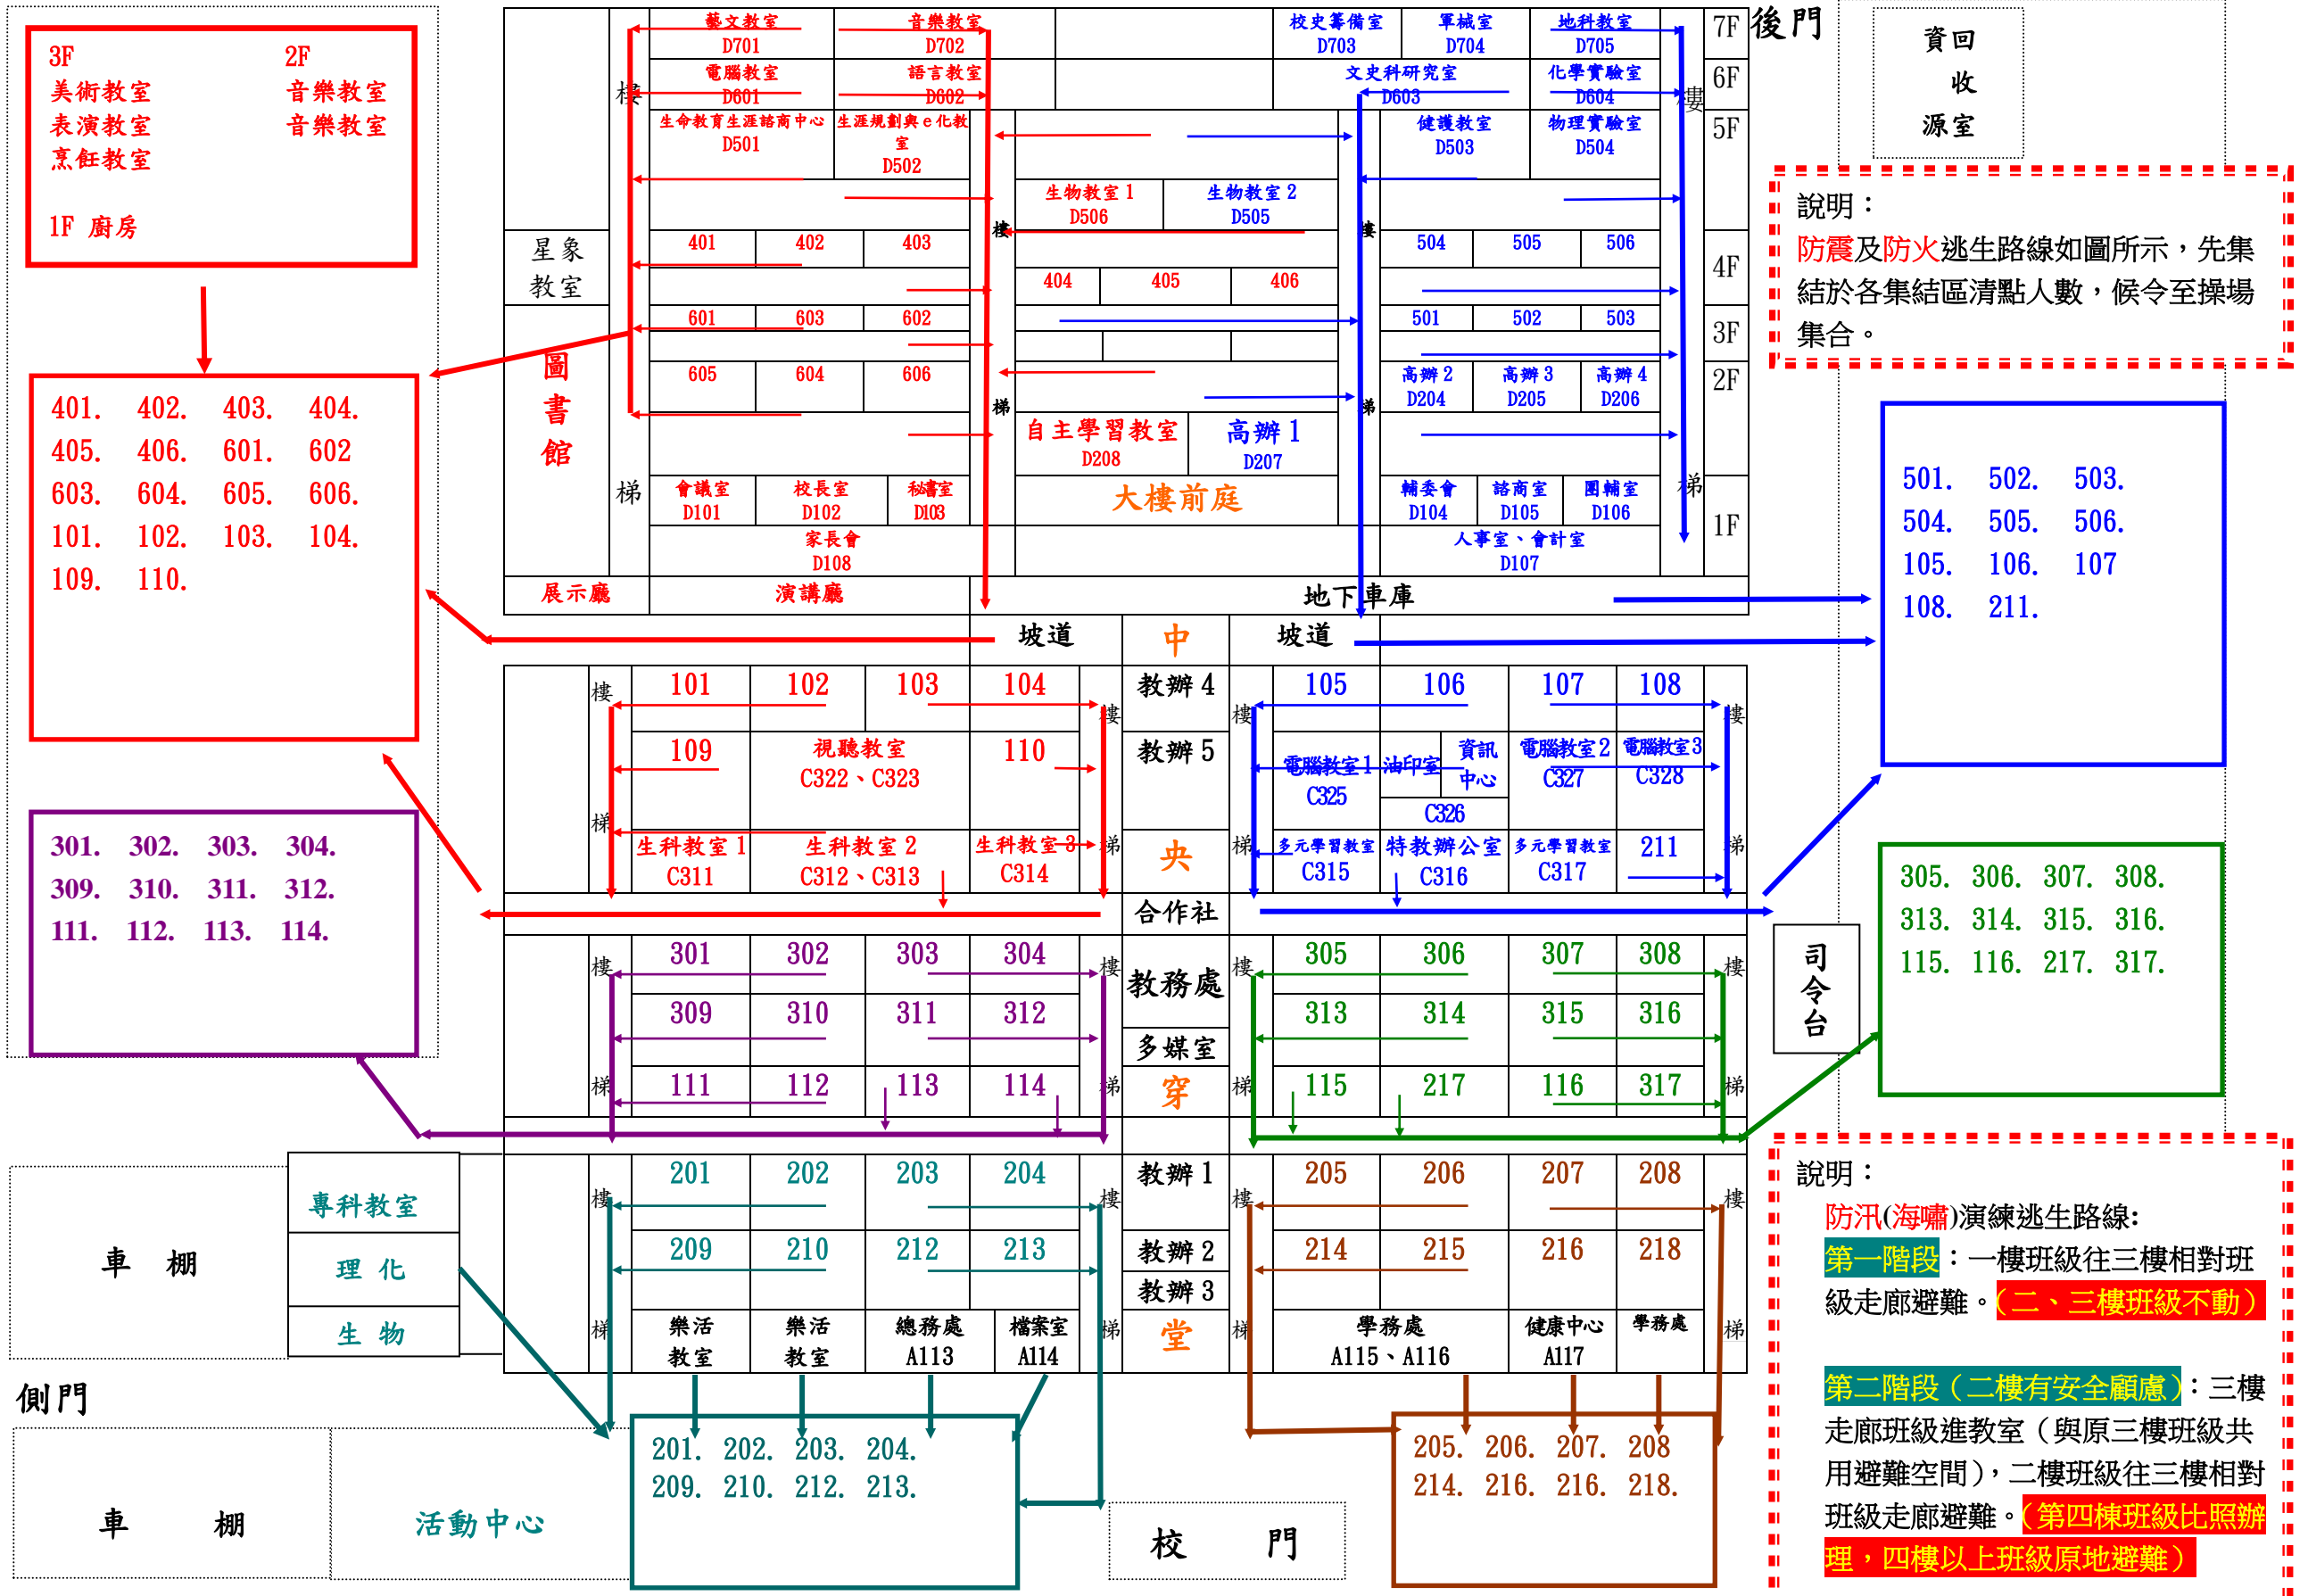 3F 2F
美術教室 音樂教室
表演教室 音樂教室
烹飪教室
1F 廚房
藝文教室 D701
音樂教室 D702
校史籌備室 D703
軍械室 D704
地科教室 D705
7F
後門
資回
收
源室
電腦教室 D601
語言教室 D602
文史科研究室 D603
化學實驗室 D604
6F
樓
樓
生命教育生涯諮商中心 D501
生涯規劃與e化教室 D502
健護教室 D503
物理實驗室 D504
5F
生物教室1 D506
生物教室2 D505
樓
樓
星象
教室
401 402 403
504 505 506
4F
404 405 406
601 603 602
501 502 503
3F
圖
書
館
605 604 606
高辦2 D204
高辦3 D205
高辦4 D206
2F
梯
梯
自主學習教室 D208
高辦1 D207
梯
梯
會議室 D101
校長室 D102
秘書室 D103
大樓前庭
輔委會 D104
諮商室 D105
團輔室 D106
1F
家長會 D108
人事室、會計室 D107
展示廳
演講廳
地下車庫
坡道 中 坡道
說明：
防震及防火逃生路線如圖所示，先集
結於各集結區清點人數，候令至操場
集合。
401. 402. 403. 404.
405. 406. 601. 602
603. 604. 605. 606.
101. 102. 103. 104.
109. 110.
501. 502. 503.
504. 505. 506.
105. 106. 107
108. 211.
樓 101 102 103 104 樓 教辦4 樓 105 106 107 108 樓
109
視聽教室
C322、C323
110
教辦5
電腦教室1 C325
油印室
資訊中心
C326
電腦教室2 C327
電腦教室3 C328
梯 梯 梯 梯
生科教室1 C311
生科教室2 C312、C313
生科教室3 C314
央
多元學習教室 C315
特教辦公室 C316
多元學習教室 C317
211
合作社
301. 302. 303. 304.
309. 310. 311. 312.
111. 112. 113. 114.
305. 306. 307. 308.
313. 314. 315. 316.
115. 116. 217. 317.
司
令
台
樓 301 302 303 304 樓 教務處 樓 305 306 307 308 樓
309 310 311 312 313 314 315 316
多媒室
梯 111 112 113 114 梯 穿 梯 115 217 116 317 梯
樓 201 202 203 204 樓 教辦1 樓 205 206 207 208 樓
209 210 212 213 教辦2 214 215 216 218
教辦3
梯
樂活教室
樂活教室
總務處 A113
檔案室 A114
梯
堂
梯
學務處 A115、A116
健康中心 A117
學務處
梯
車 棚
專科教室
理 化
生 物
側門
車 棚
活動中心
201. 202. 203. 204.
209. 210. 212. 213.
校 門
205. 206. 207. 208
214. 216. 216. 218.
說明：
防汛(海嘯)演練逃生路線:
第一階段：一樓班級往三樓相對班
級走廊避難。（二、三樓班級不動）
第二階段（二樓有安全顧慮）：三樓
走廊班級進教室（與原三樓班級共
用避難空間），二樓班級往三樓相對
班級走廊避難。（第四棟班級比照辦
理，四樓以上班級原地避難）